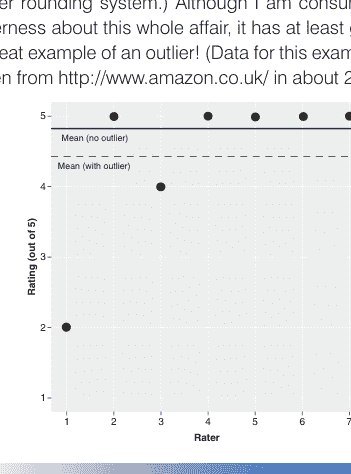 er rounding system.) Although I am consu
erness about this whole affair, it has at least g
eat example of an outlier! (Data for this exam
en from http://www.amazon.co.uk/ in about 2
5
Mean (no outlier)
Mean (with outlier)
4
3
2
1
Rating (out of 5)
1 2 3 4 5 6 7
Rater